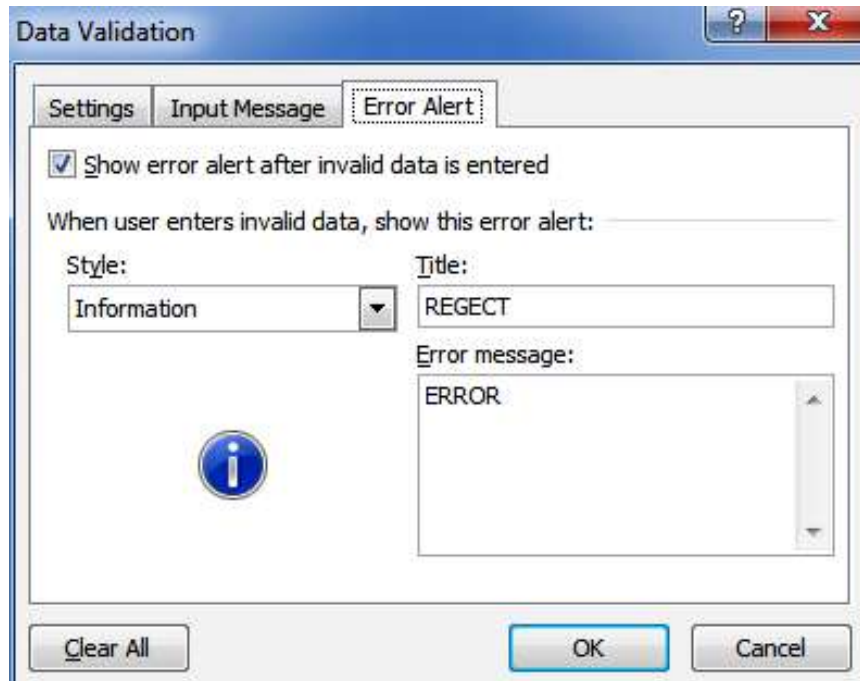 Data Validation
Settings Input Message Error Alert
Show error alert after invalid data is entered
When user enters invalid data, show this error alert:
Style: Title:
Information REGECT
Error message:
ERROR
Clear All OK Cancel